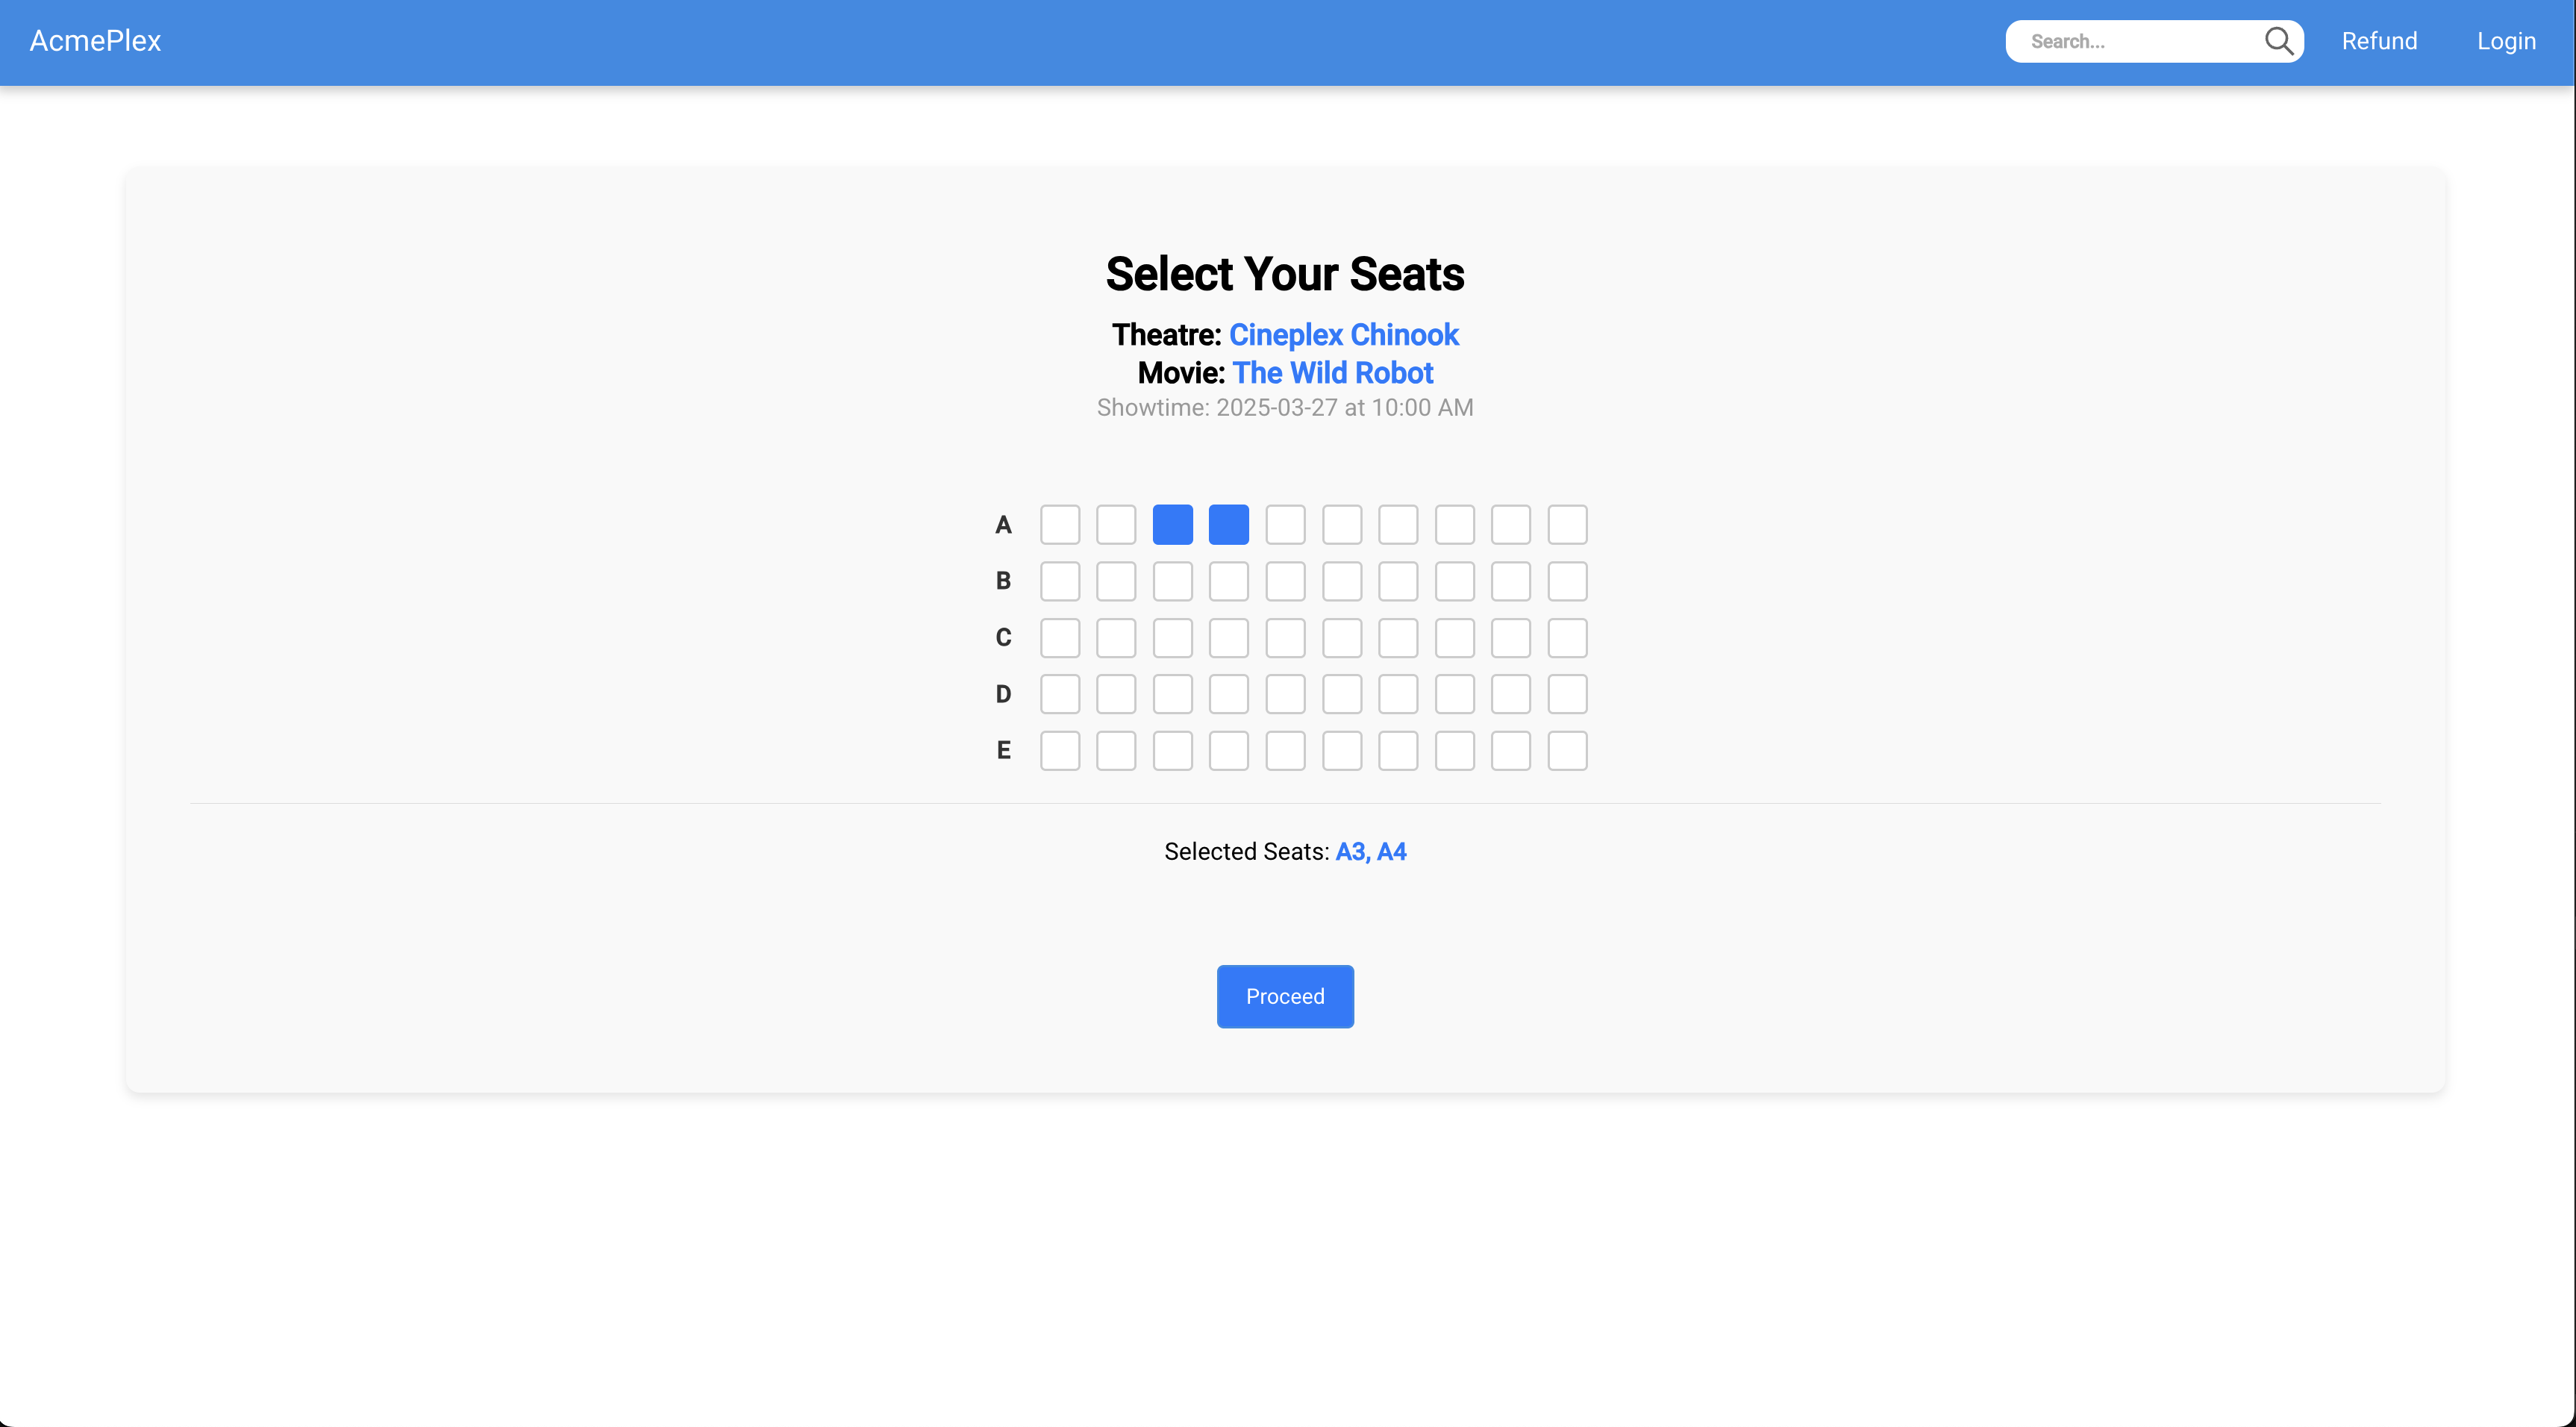 AcmePlex
Search...
Refund
Login
Select Your Seats
Theatre: Cineplex Chinook
Movie: The Wild Robot
Showtime: 2025-03-27 at 10:00 AM
A
B
C
D
E
Selected Seats: A3, A4
Proceed